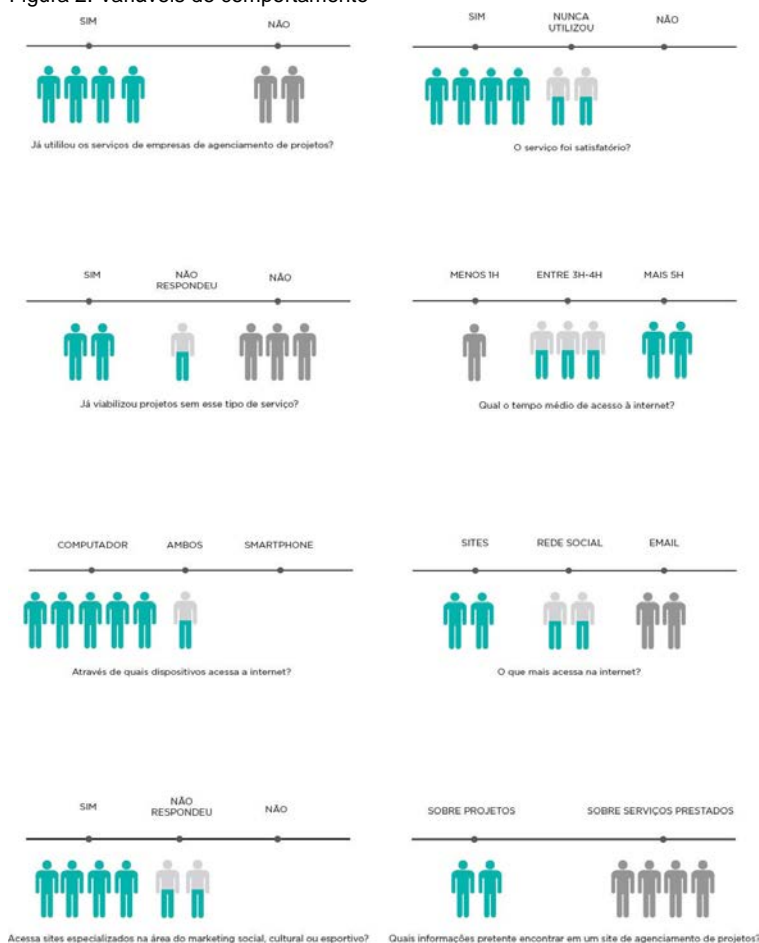 Figura 2: Variáveis de comportamento
SIM
NÃO
Já utililou os serviços de empresas de agenciamento de projetos?
SIM
NUNCA
UTILIZOU
NÃO
O serviço foi satisfatório?
SIM
NÃO
RESPONDEU
NÃO
Já viabilizou projetos sem esse tipo de serviço?
MENOS 1H
ENTRE 3H-4H
MAIS 5H
Qual o tempo médio de acesso à internet?
COMPUTADOR
AMBOS
SMARTPHONE
Através de quais dispositivos acessa a internet?
SITES
REDE SOCIAL
EMAIL
O que mais acessa na internet?
SIM
NÃO
RESPONDEU
NÃO
Acessa sites especializados na área do marketing social, cultural ou esportivo?
SOBRE PROJETOS
SOBRE SERVIÇOS PRESTADOS
Quais informações pretente encontrar em um site de agenciamento de projetos?